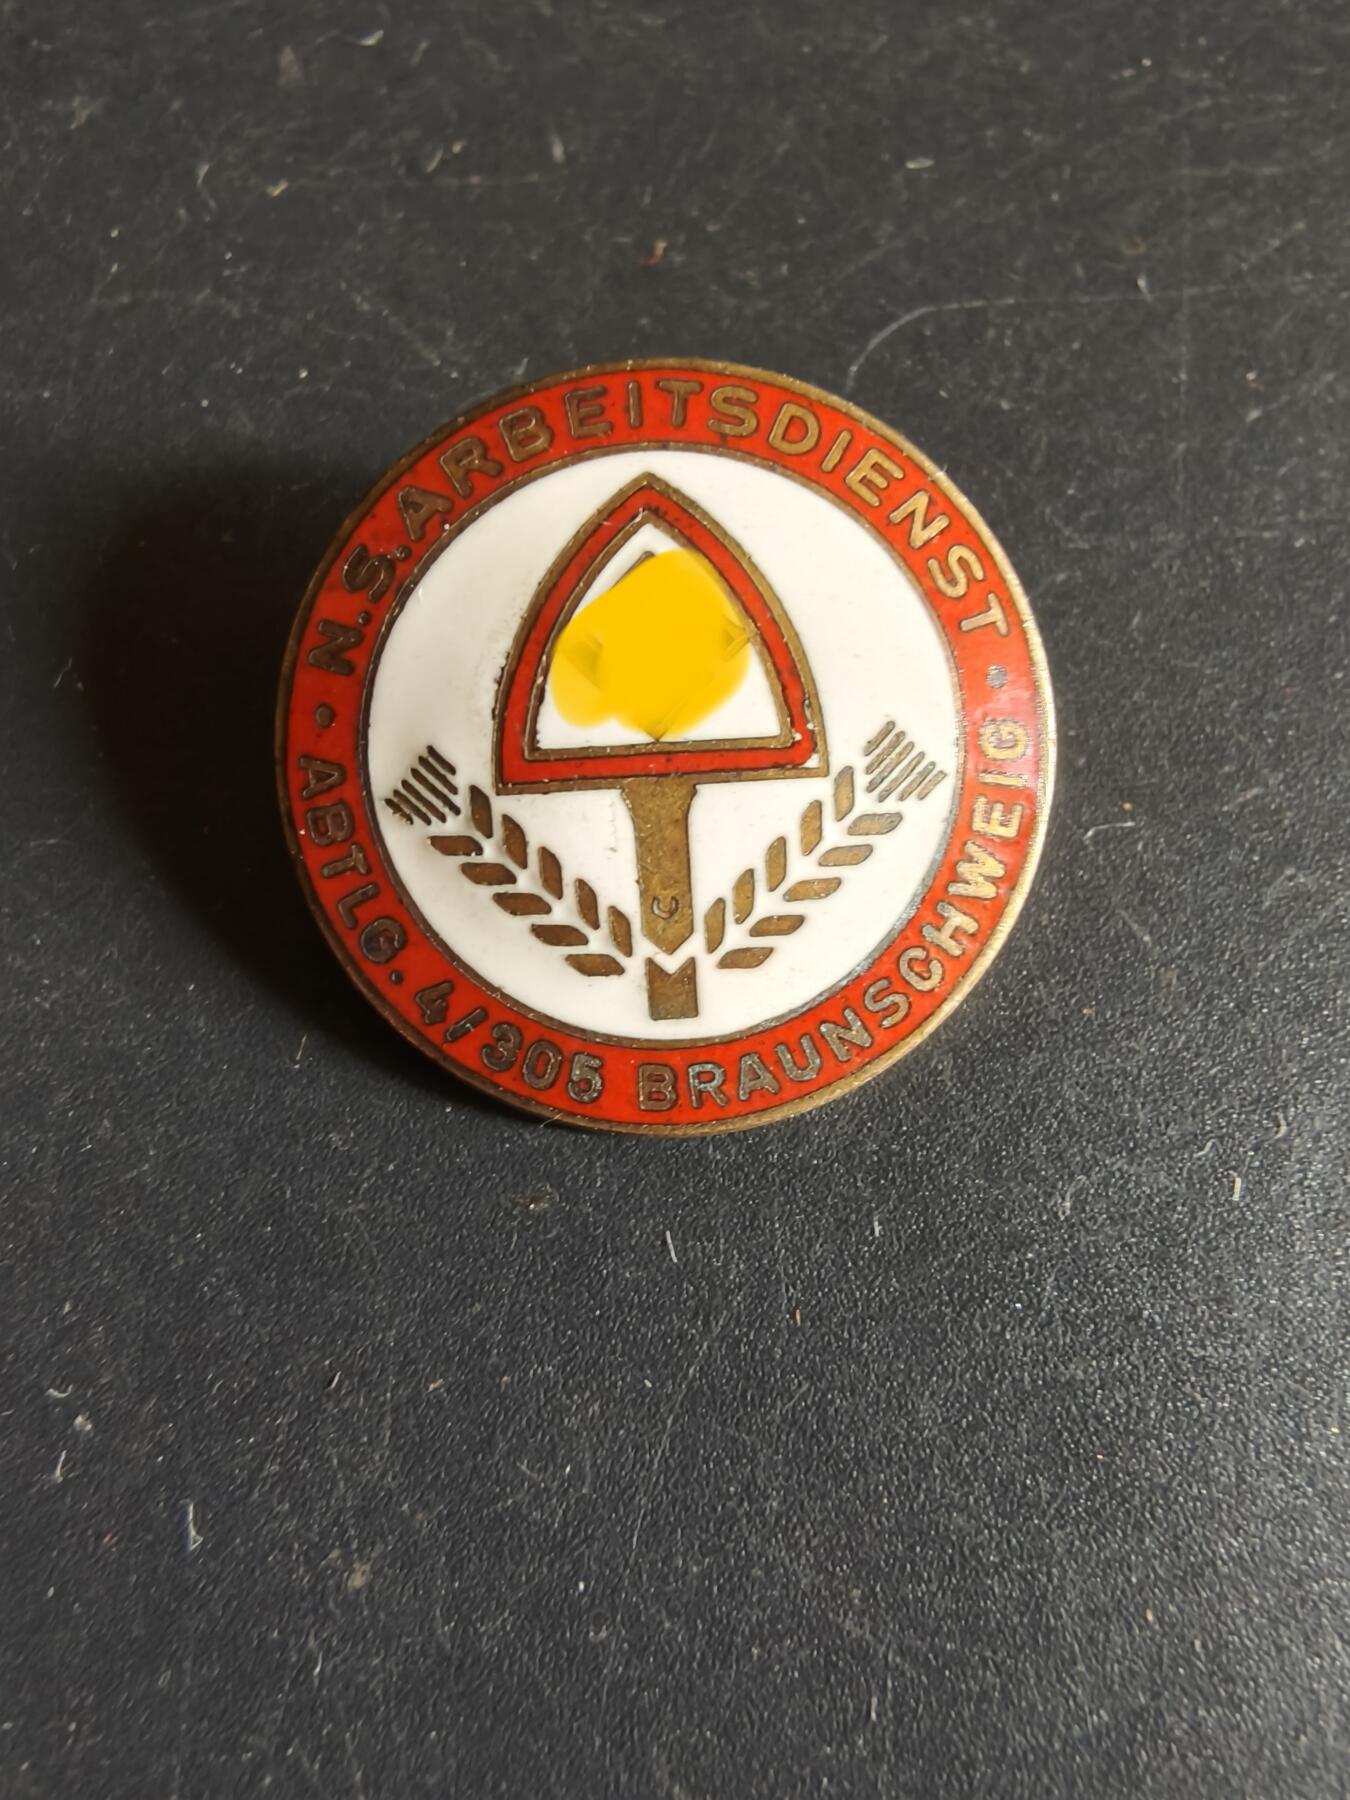 N.S. ARBEITSDIENST
ABTLG. 4/305 BRAUNSCHWEIG